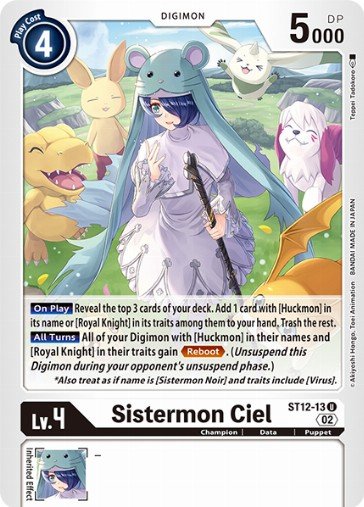 Play Cost
4
DIGIMON
5000
DP
Teppei Tadokoro
© Akiyoshi Hongo, Toei Animation BANDAI MADE IN JAPAN
On Play Reveal the top 3 cards of your deck. Add 1 card with [Huckmon] in
its name or [Royal Knight] in its traits among them to your hand. Trash the rest.
All Turns All of your Digimon with [Huckmon] in their names and
[Royal Knight] in their traits gain Reboot. (Unsuspend this
Digimon during your opponent's unsuspend phase.)
*Also treat as if name is [Sistermon Noir] and traits include [Virus].
Lv.4
Sistermon Ciel
ST12-13 U
02
Champion | Data | Puppet
Inherited Effect
–